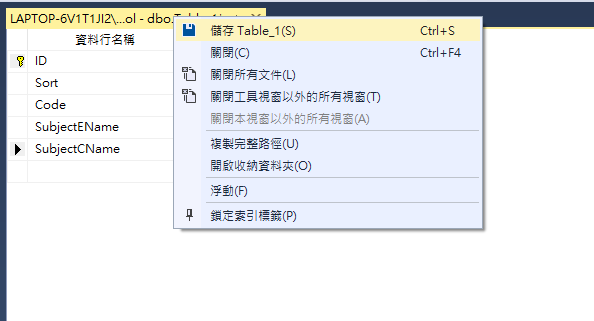 LAPTOP-6V1T1JI2\...ol - dbo.Table_1
儲存 Table_1(S) Ctrl+S
資料行名稱
關閉(C) Ctrl+F4
ID
關閉所有文件(L)
Sort
關閉工具視窗以外的所有視窗(T)
Code
關閉本視窗以外的所有視窗(A)
SubjectEName
複製完整路徑(U)
SubjectCName
開啟收納資料夾(O)
浮動(F)
鎖定索引標籤(P)